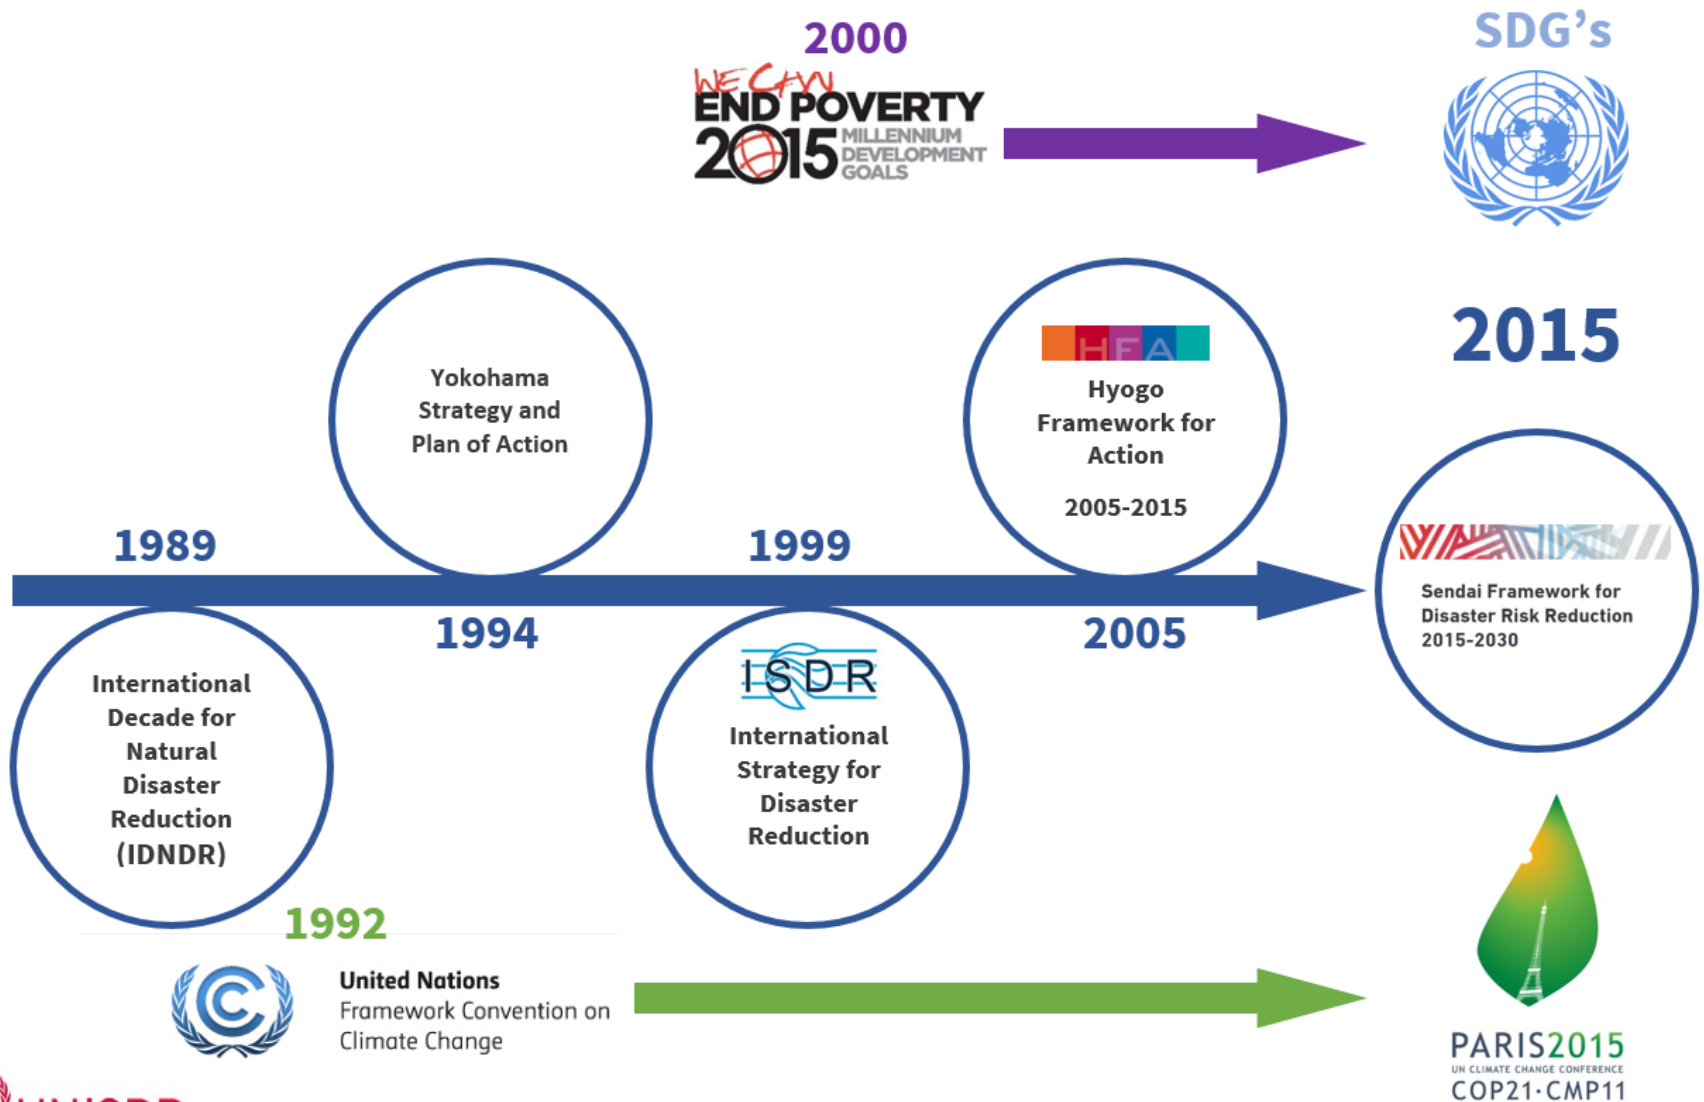 2000
SDG's
WE CAN
END POVERTY
2015 MILLENNIUM
DEVELOPMENT
GOALS
Yokohama
Strategy and
Plan of Action
HFA
Hyogo
Framework for
Action
2005-2015
2015
1989
1999
1994
2005
Sendai Framework for
Disaster Risk Reduction
2015-2030
International
Decade for
Natural
Disaster
Reduction
(IDNDR)
ISDR
International
Strategy for
Disaster
Reduction
1992
United Nations
Framework Convention on
Climate Change
PARIS2015
UN CLIMATE CHANGE CONFERENCE
COP21·CMP11